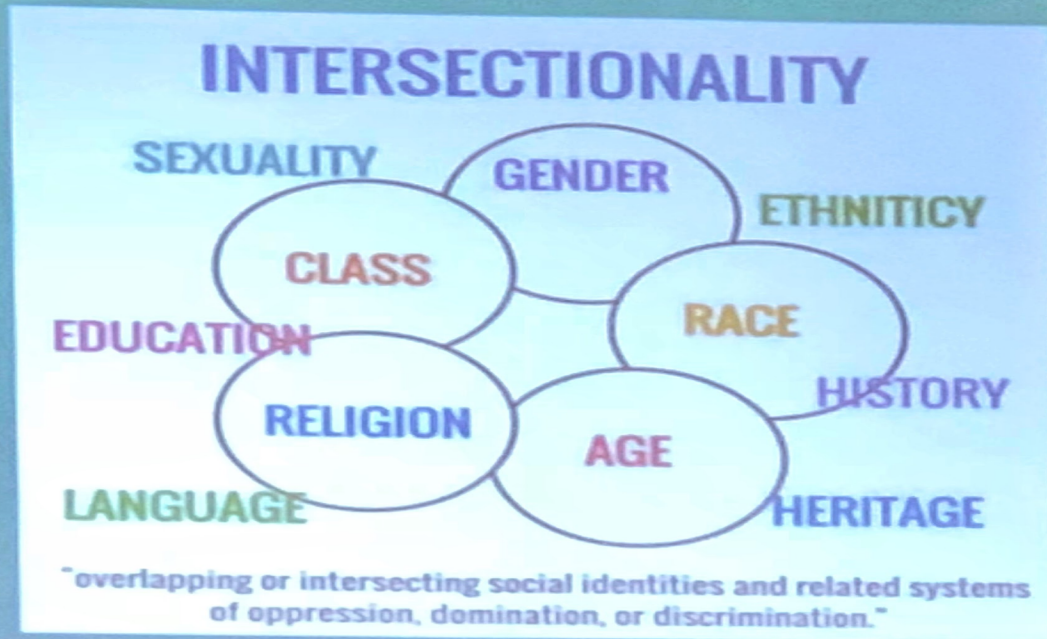 INTERSECTIONALITY
SEXUALITY
GENDER
ETHNITICY
CLASS
RACE
EDUCATION
HISTORY
RELIGION
AGE
LANGUAGE
HERITAGE
"overlapping or intersecting social identities and related systems
of oppression, domination, or discrimination."